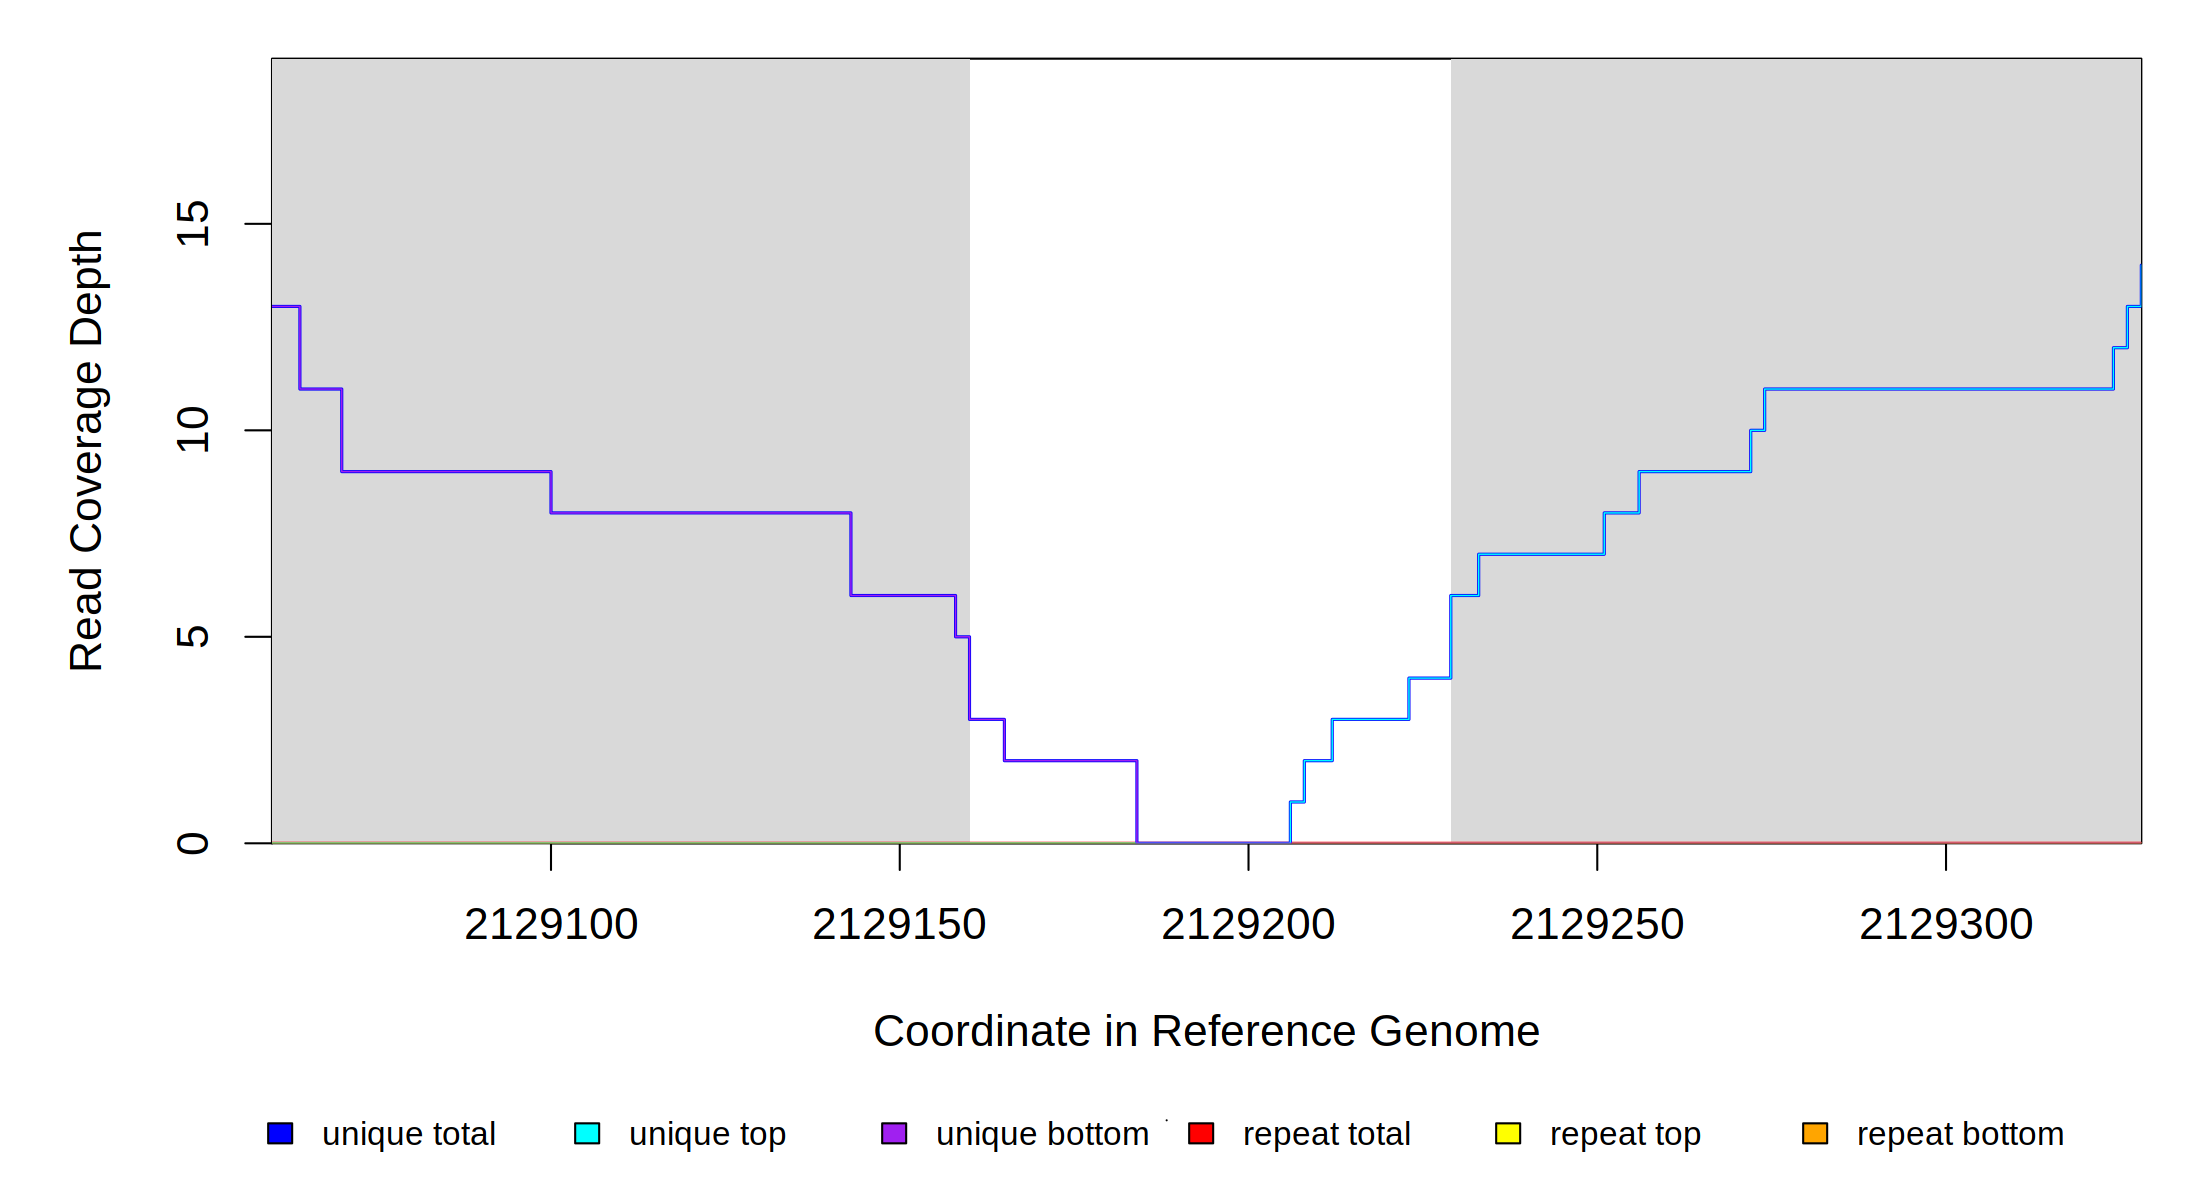 Read Coverage Depth
15
10
5
0
2129100 2129150 2129200 2129250 2129300
Coordinate in Reference Genome
unique total unique top unique bottom repeat total repeat top repeat bottom